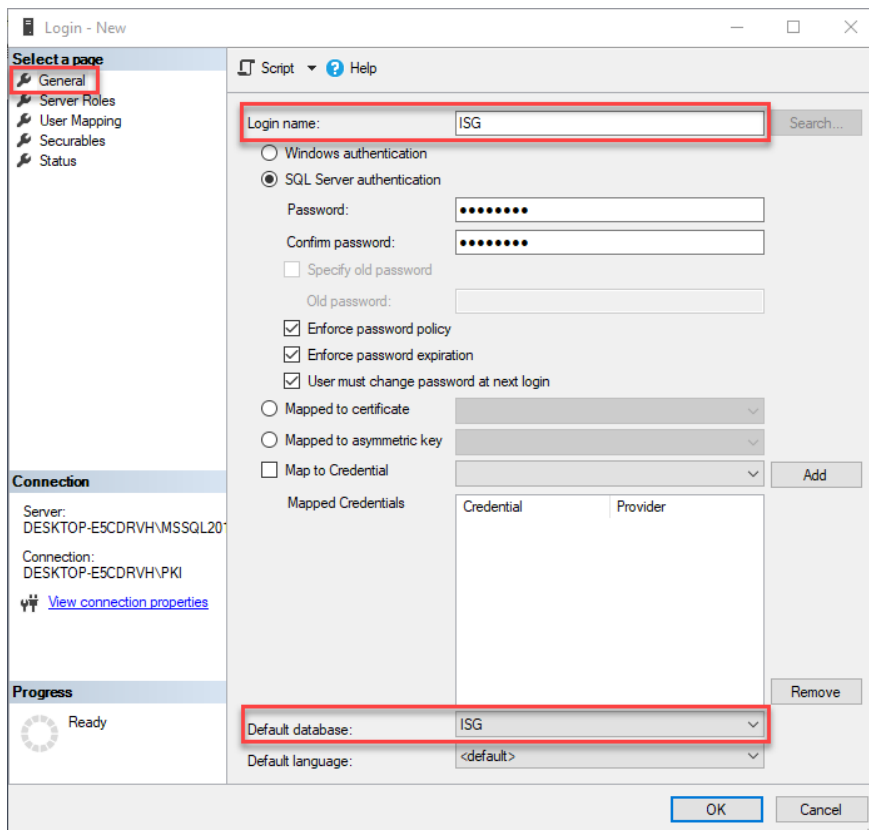 Login - New
Select a page
General
Server Roles
User Mapping
Securables
Status
Script Help
Login name: ISG Search...
Windows authentication
SQL Server authentication
Password: ●●●●●●●●
Confirm password: ●●●●●●●●
Specify old password
Old password:
Enforce password policy
Enforce password expiration
User must change password at next login
Mapped to certificate
Mapped to asymmetric key
Map to Credential Add
Mapped Credentials Credential Provider
Remove
Default database: ISG
Default language: <default>
Connection
Server:
DESKTOP-E5CDRVH\MSSQL201
Connection:
DESKTOP-E5CDRVH\PKI
View connection properties
Progress
Ready
OK Cancel